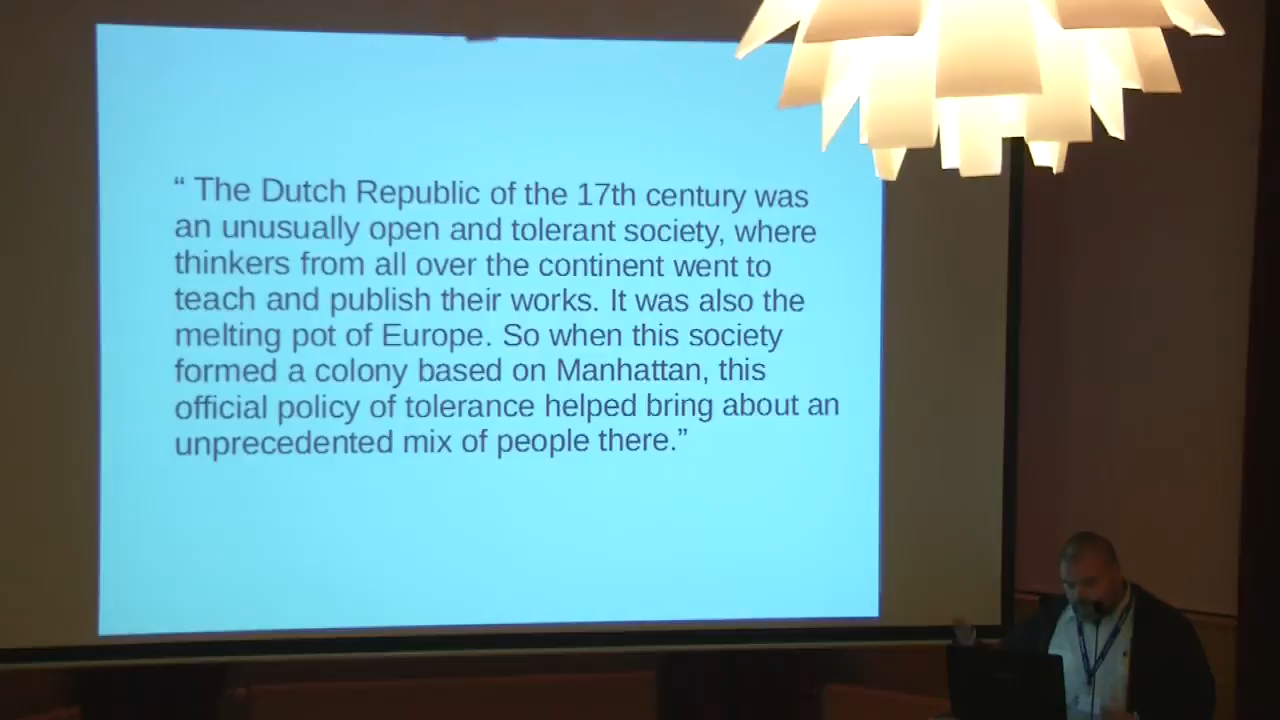 “ The Dutch Republic of the 17th century was
an unusually open and tolerant society, where
thinkers from all over the continent went to
teach and publish their works. It was also the
melting pot of Europe. So when this society
formed a colony based on Manhattan, this
official policy of tolerance helped bring about an
unprecedented mix of people there.”